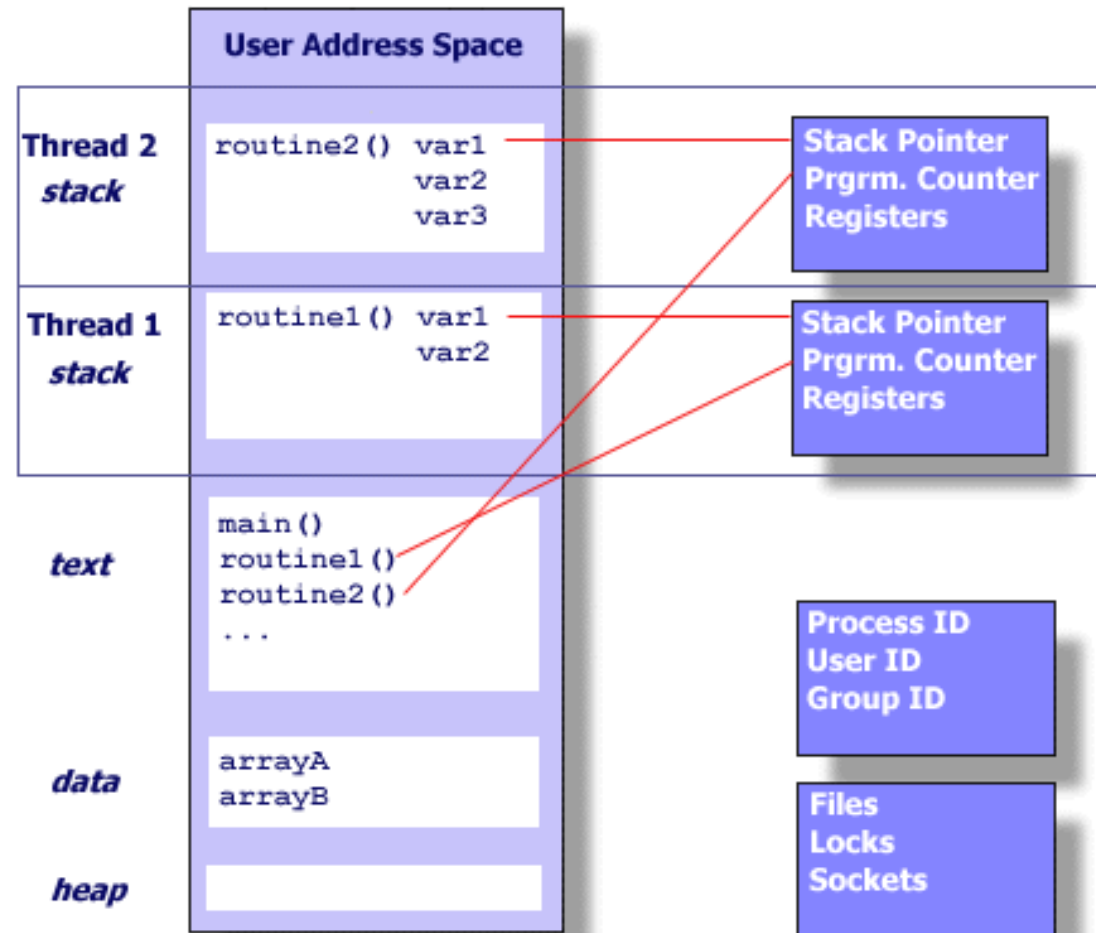 User Address Space
Thread 2
stack
routine2() var1
var2
var3
Stack Pointer
Prgrm. Counter
Registers
Thread 1
stack
routine1() var1
var2
Stack Pointer
Prgrm. Counter
Registers
text
main()
routine1()
routine2()
...
Process ID
User ID
Group ID
data
arrayA
arrayB
Files
Locks
Sockets
heap